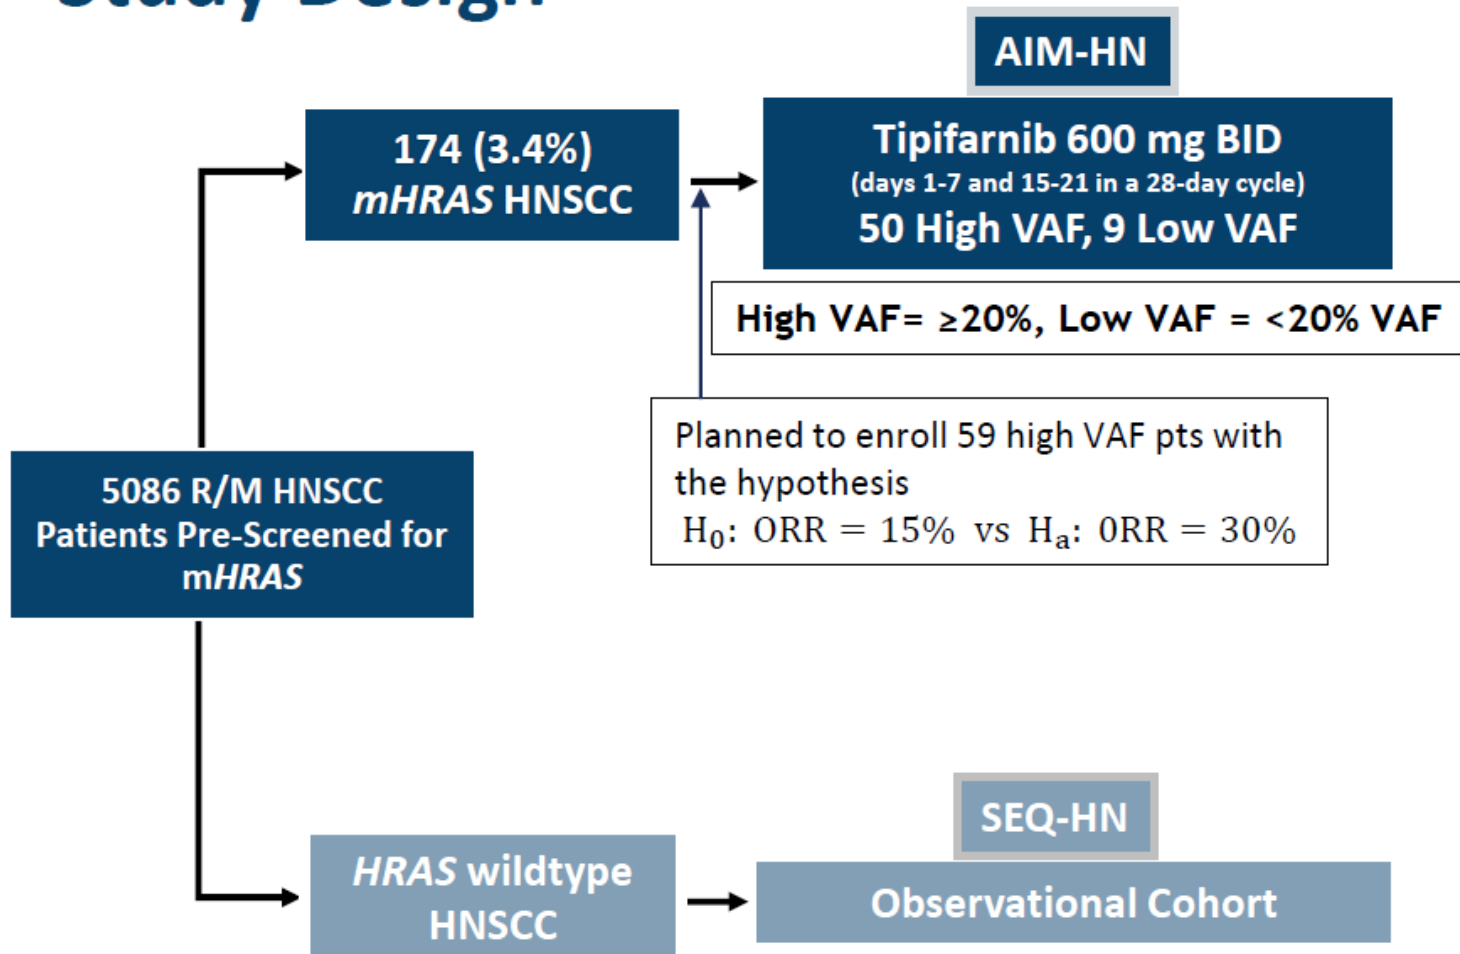 Study Design
AIM-HN
174 (3.4%)
mHRAS HNSCC
Tipifarnib 600 mg BID
(days 1-7 and 15-21 in a 28-day cycle)
50 High VAF, 9 Low VAF
High VAF= ≥20%, Low VAF = <20% VAF
Planned to enroll 59 high VAF pts with
the hypothesis
H₀: ORR = 15% vs Hₐ: 0RR = 30%
5086 R/M HNSCC
Patients Pre-Screened for
mHRAS
SEQ-HN
HRAS wildtype
HNSCC
Observational Cohort